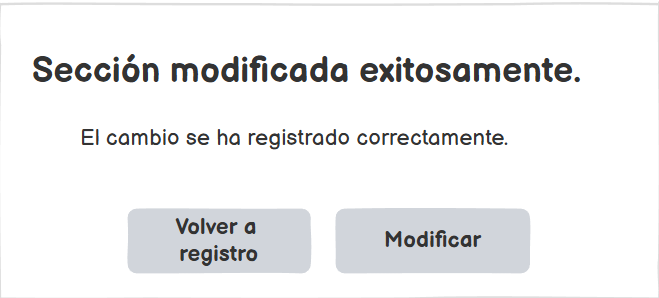 Sección modificada exitosamente.
El cambio se ha registrado correctamente.
Volver a
registro
Modificar